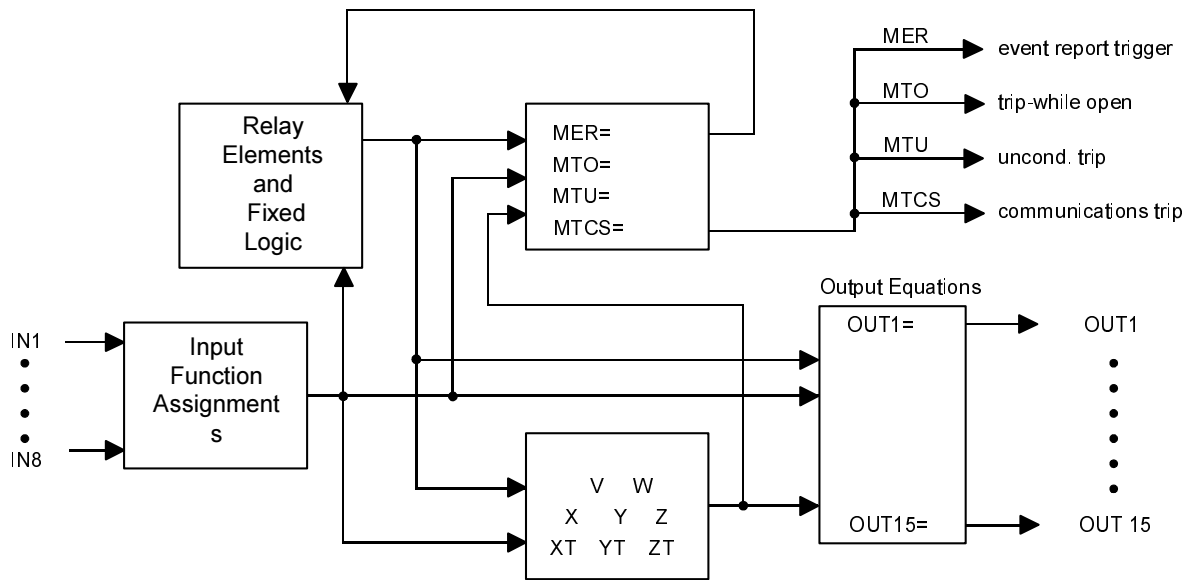 Relay
Elements
and
Fixed
Logic
MER=
MTO=
MTU=
MTCS=
MER
event report trigger
MTO
trip-while open
MTU
uncond. trip
MTCS
communications trip
IN1
IN8
Input
Function
Assignment
s
Output Equations
OUT1=
OUT15=
OUT1
OUT 15
V W
X Y Z
XT YT ZT